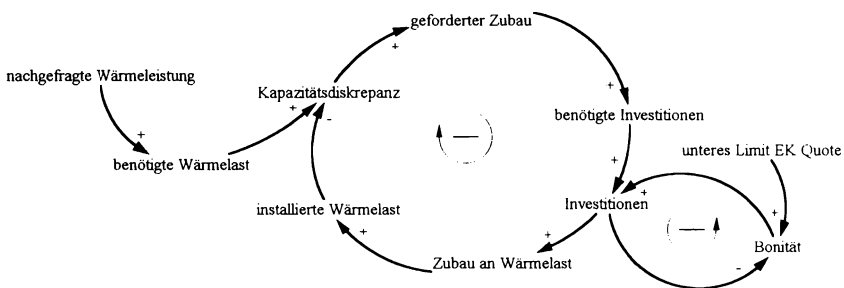 geforderter Zubau
+
nachgefragte Wärmeleistung
Kapazitätsdiskrepanz
+
+
-
benötigte Investitionen
+
benötigte Wärmelast
+
unteres Limit EK Quote
installierte Wärmelast
Investitionen
+
+
+
+
Zubau an Wärmelast
Bonität
-